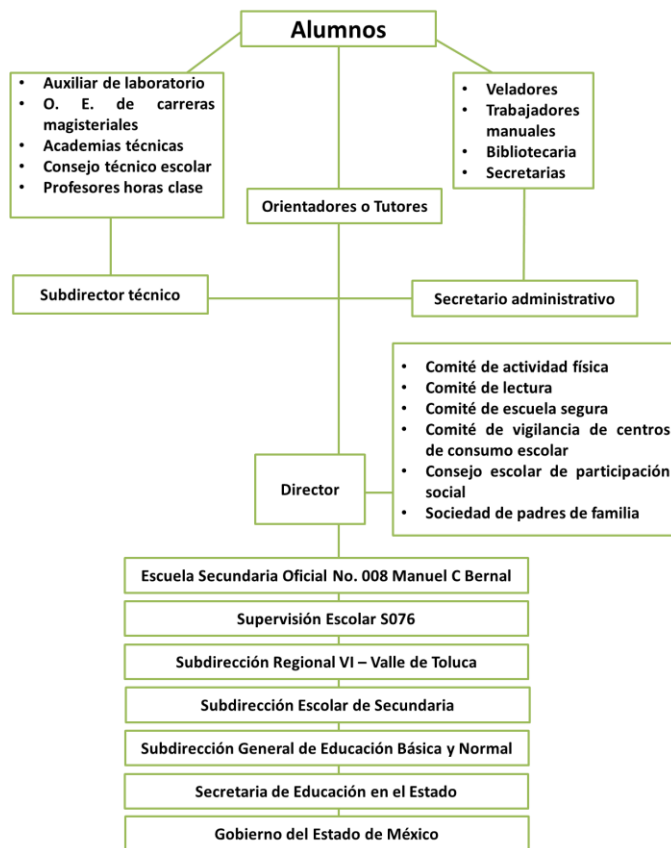 Alumnos
• Auxiliar de laboratorio
• O. E. de carreras
magisteriales
• Academias técnicas
• Consejo técnico escolar
• Profesores horas clase
• Veladores
• Trabajadores
manuales
• Bibliotecaria
• Secretarias
Orientadores o Tutores
Subdirector técnico
Secretario administrativo
• Comité de actividad física
• Comité de lectura
• Comité de escuela segura
• Comité de vigilancia de centros
de consumo escolar
• Consejo escolar de participación
social
• Sociedad de padres de familia
Director
Escuela Secundaria Oficial No. 008 Manuel C Bernal
Supervisión Escolar S076
Subdirección Regional VI – Valle de Toluca
Subdirección Escolar de Secundaria
Subdirección General de Educación Básica y Normal
Secretaria de Educación en el Estado
Gobierno del Estado de México